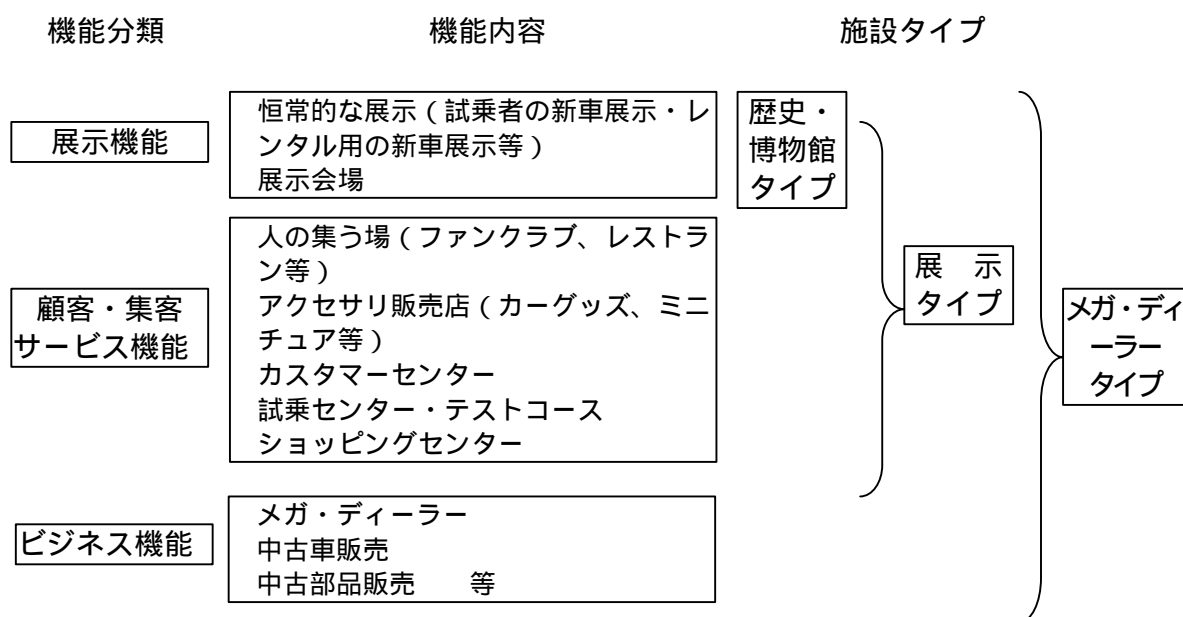 機能分類
機能内容
施設タイプ
展示機能
恒常的な展示（試乗者の新車展示・レ
ンタル用の新車展示等）
展示会場
歴史・
博物館
タイプ
顧客・集客
サービス機能
人の集う場（ファンクラブ、レストラ
ン等）
アクセサリ販売店（カーグッズ、ミニ
チュア等）
カスタマーセンター
試乗センター・テストコース
ショッピングセンター
展　示
タイプ
メガ・ディ
ーラー
タイプ
ビジネス機能
メガ・ディーラー
中古車販売
中古部品販売　　等